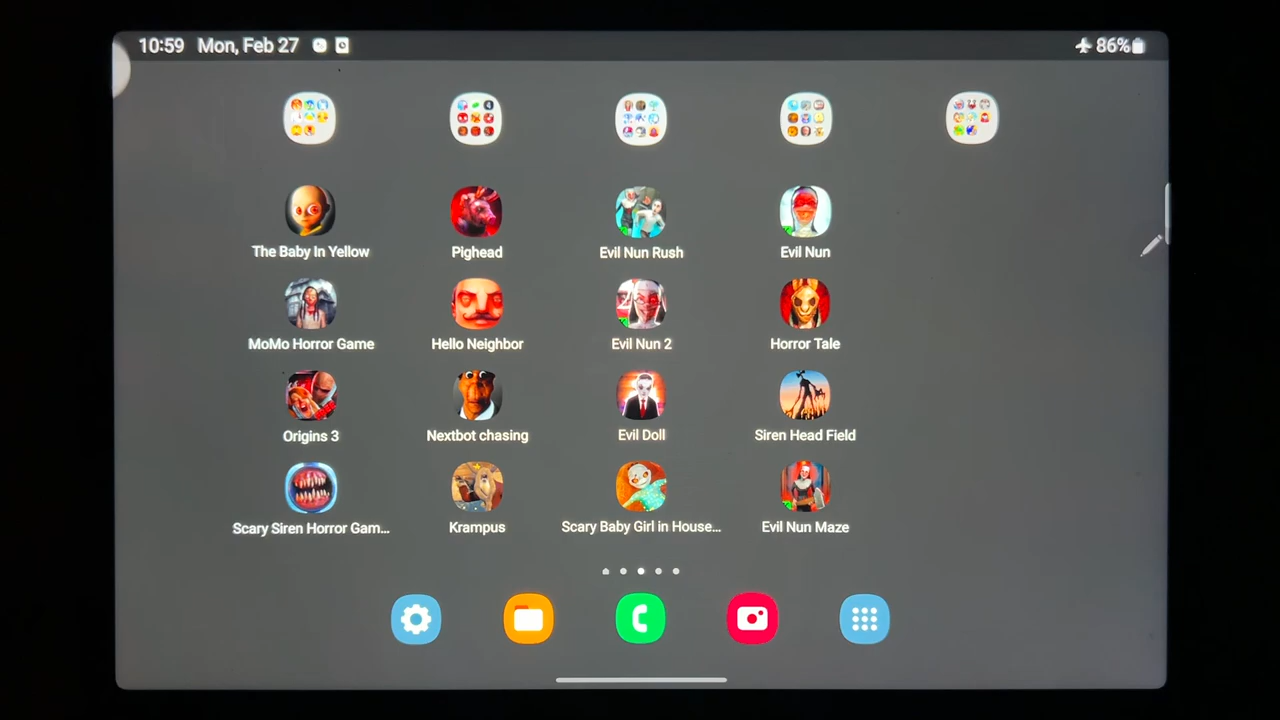 10:59 Mon, Feb 27 86%
The Baby In Yellow Pighead Evil Nun Rush Evil Nun
MoMo Horror Game Hello Neighbor Evil Nun 2 Horror Tale
Origins 3 Nextbot chasing Evil Doll Siren Head Field
Scary Siren Horror Gam... Krampus Scary Baby Girl in House... Evil Nun Maze